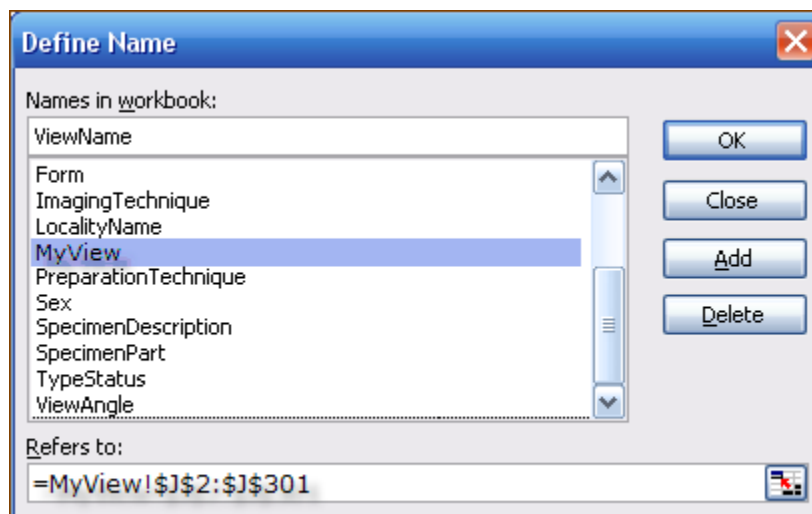 Define Name
Names in workbook:
ViewName
OK
Form
ImagingTechnique
Close
LocalityName
MyView
Add
PreparationTechnique
Sex
Delete
SpecimenDescription
SpecimenPart
TypeStatus
ViewAngle
Refers to:
=MyView!$J$2:$J$301